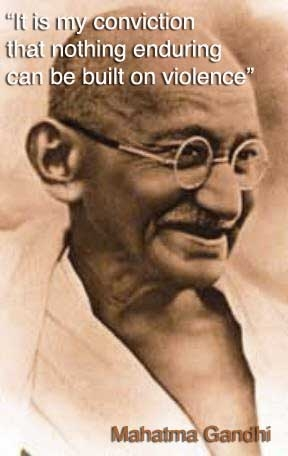 “It is my conviction
that nothing enduring
can be built on violence”
Mahatma Gandhi